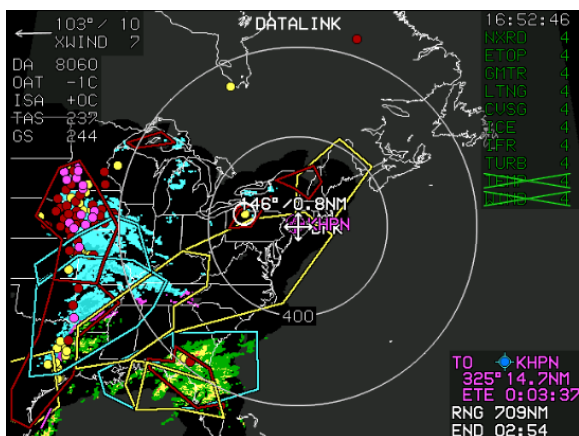 103°/ 10
XWIND 7
DATALINK
16:52:46
DA 8060
OAT -1C
ISA +0C
TAS 237
GS 244
NXRD 4
ETOP 4
GMTR 4
LTNG 4
CVSG 4
ICE 4
IFR 4
TURB 4
146°/0.8NM
KHPN
400
TO KHPN
325° 14.7NM
ETE 0:03:37
RNG 709NM
END 02:54